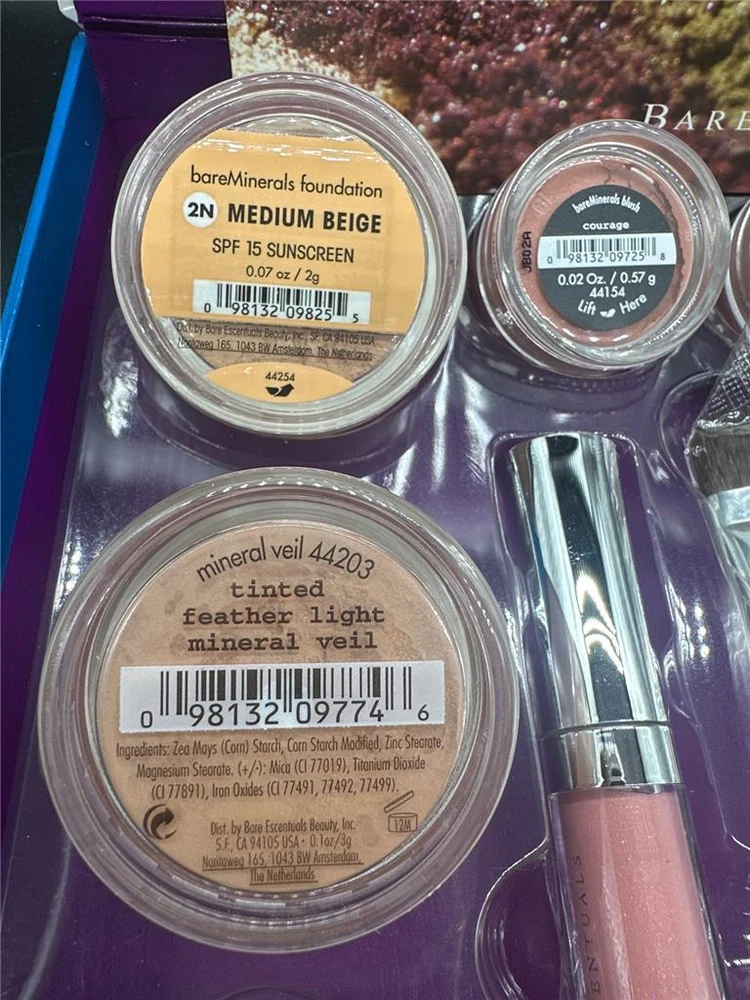 BARE
bareMinerals foundation
2N MEDIUM BEIGE
SPF 15 SUNSCREEN
0.07 oz / 2g
0 98132 09825 5
Dist. by Bare Escentuals Beauty, Inc., SF, CA 94105 USA
Naritaweg 165, 1043 BW Amsterdam, The Netherlands
44254
bareMinerals blush
courage
0 98132 09725 8
0.02 Oz. / 0.57 g
44154
Lift Here
JB02A
mineral veil 44203
tinted
feather light
mineral veil
0 98132 09774 6
Ingredients: Zea Mays (Corn) Starch, Corn Starch Modified, Zinc Stearate,
Magnesium Stearate. (+/-): Mica (CI 77019), Titanium Dioxide
(CI 77891), Iron Oxides (CI 77491, 77492, 77499).
12M
Dist. by Bare Escentuals Beauty, Inc.
S.F., CA 94105 USA • 0.1oz/3g
Naritaweg 165, 1043 BW Amsterdam,
The Netherlands
ENTUALS